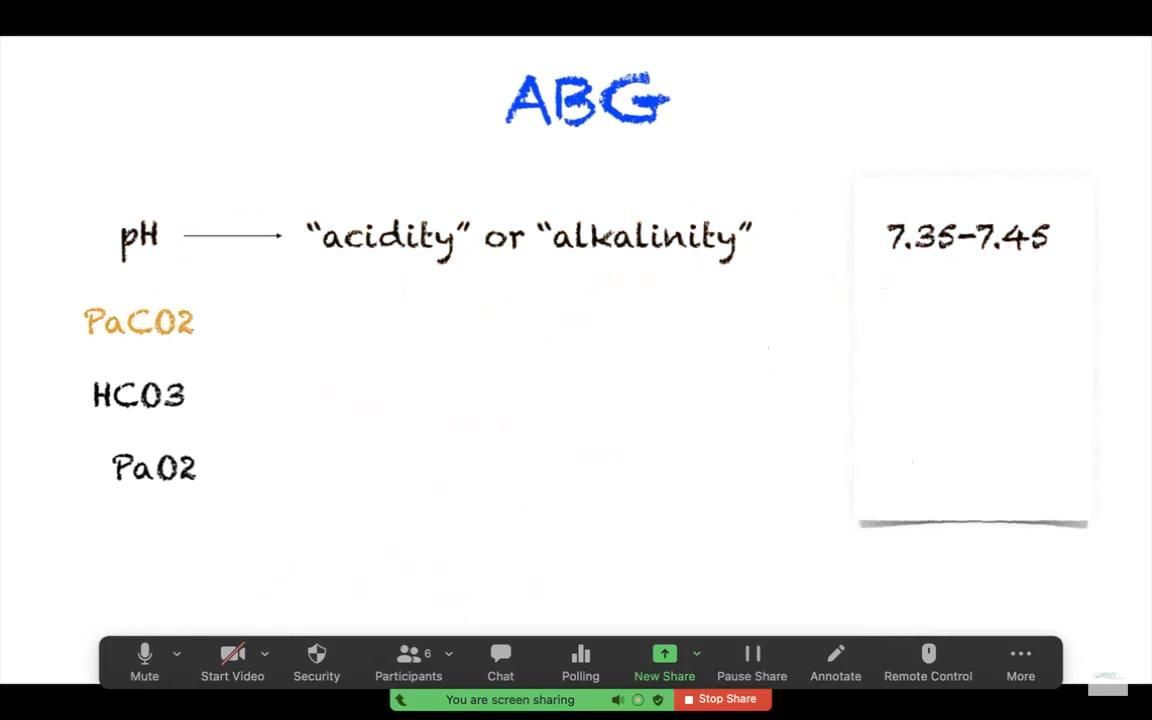 ABG
pH "acidity" or "alkalinity" 7.35-7.45
PaCO2
HCO3
PaO2
6
Mute Start Video Security Participants Chat Polling New Share Pause Share Annotate Remote Control More
You are screen sharing Stop Share